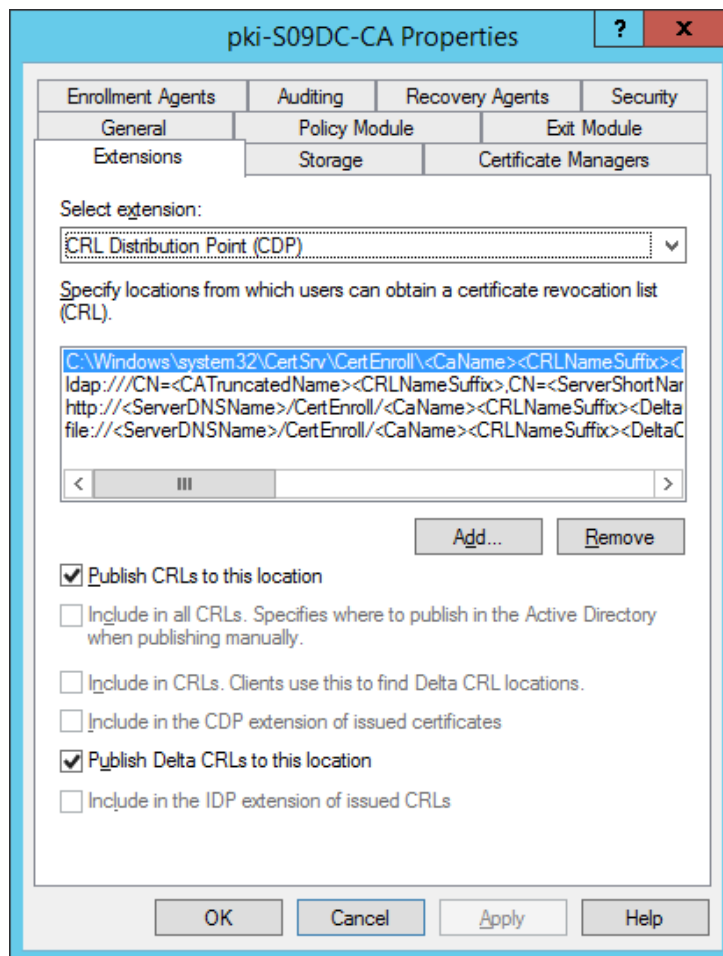 pki-S09DC-CA Properties
?
x
Enrollment Agents
Auditing
Recovery Agents
Security
General
Policy Module
Exit Module
Extensions
Storage
Certificate Managers
Select extension:
CRL Distribution Point (CDP)
Specify locations from which users can obtain a certificate revocation list
(CRL).
C:\Windows\system32\CertSrv\CertEnroll\<CaName><CRLNameSuffix><
ldap:///CN=<CATruncatedName><CRLNameSuffix>,CN=<ServerShortNar
http://<ServerDNSName>/CertEnroll/<CaName><CRLNameSuffix><Delta
file://<ServerDNSName>/CertEnroll/<CaName><CRLNameSuffix><DeltaC
Add...
Remove
Publish CRLs to this location
Include in all CRLs. Specifies where to publish in the Active Directory
when publishing manually.
Include in CRLs. Clients use this to find Delta CRL locations.
Include in the CDP extension of issued certificates
Publish Delta CRLs to this location
Include in the IDP extension of issued CRLs
OK
Cancel
Apply
Help